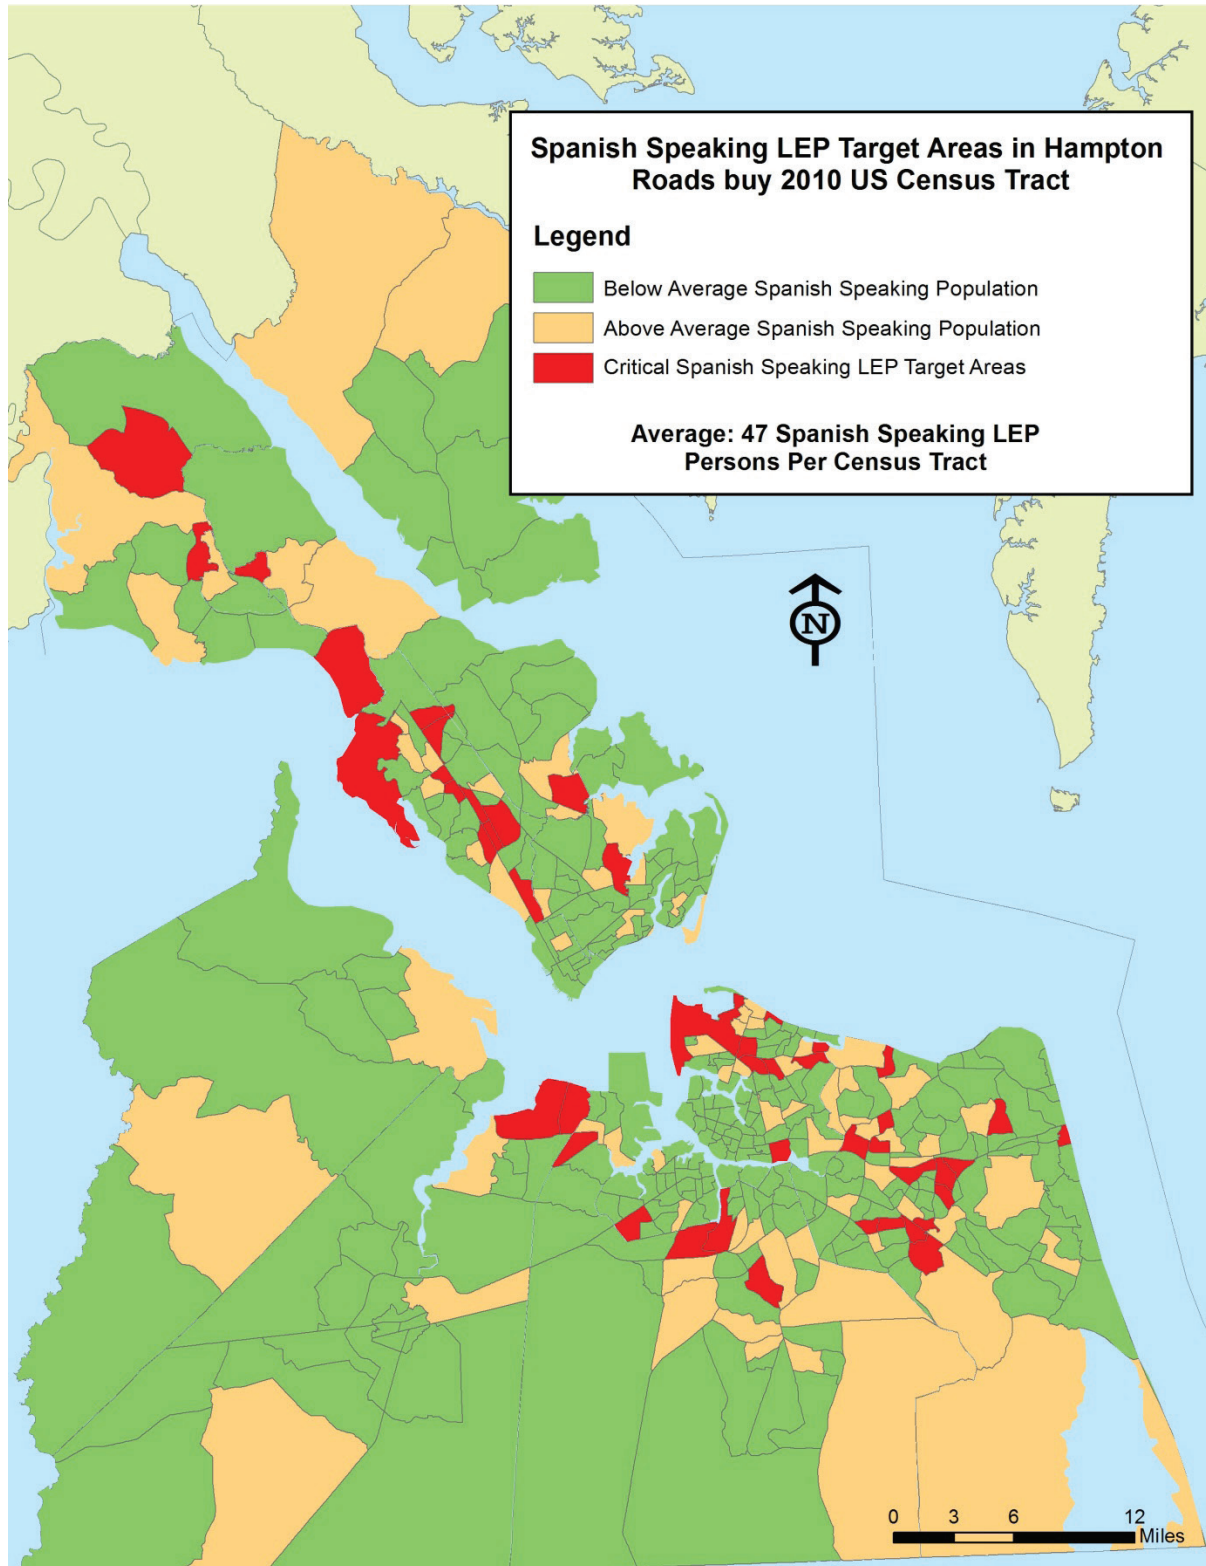 Spanish Speaking LEP Target Areas in Hampton
Roads buy 2010 US Census Tract
Legend
Below Average Spanish Speaking Population
Above Average Spanish Speaking Population
Critical Spanish Speaking LEP Target Areas
Average: 47 Spanish Speaking LEP
Persons Per Census Tract
N
0 3 6 12
Miles